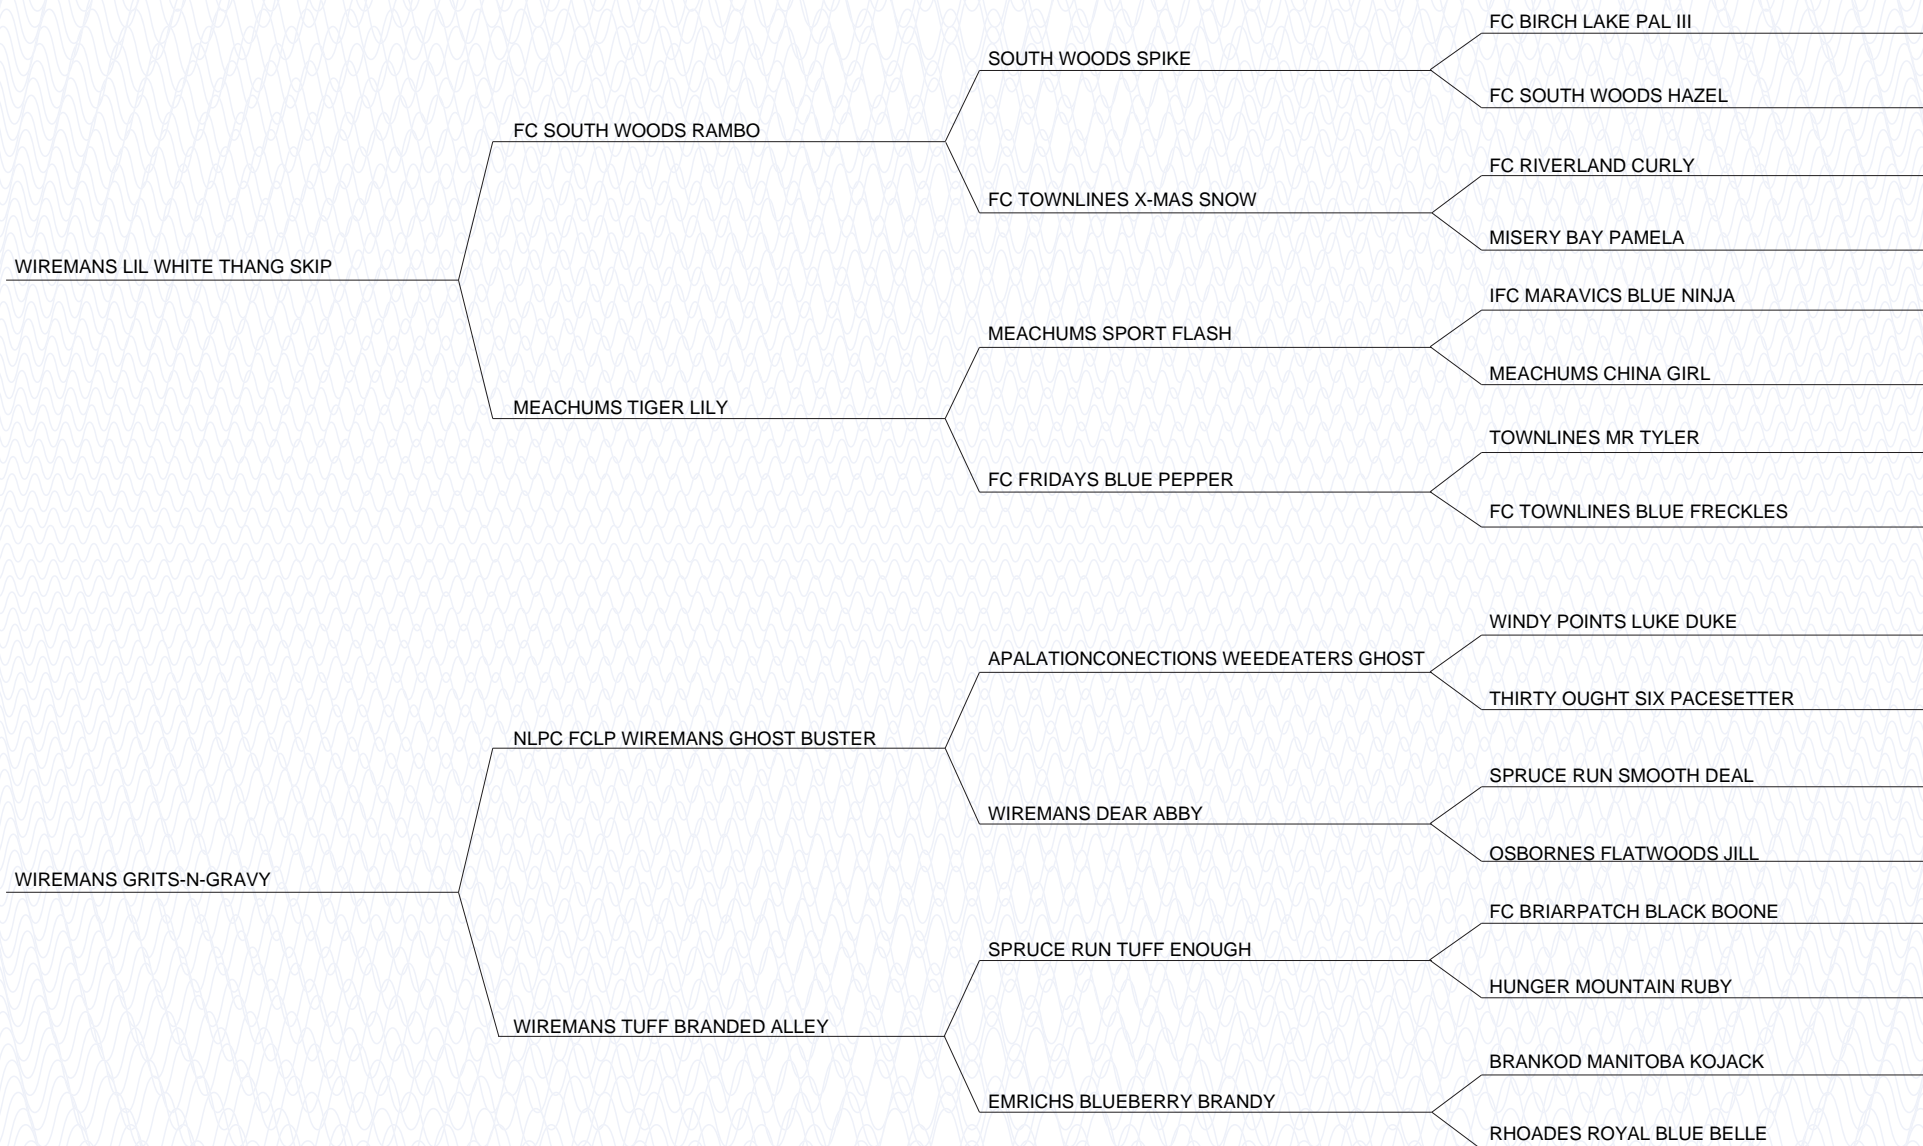 FC BIRCH LAKE PAL III
SOUTH WOODS SPIKE
FC SOUTH WOODS HAZEL
FC SOUTH WOODS RAMBO
FC RIVERLAND CURLY
FC TOWNLINES X-MAS SNOW
MISERY BAY PAMELA
WIREMANS LIL WHITE THANG SKIP
IFC MARAVICS BLUE NINJA
MEACHUMS SPORT FLASH
MEACHUMS CHINA GIRL
MEACHUMS TIGER LILY
TOWNLINES MR TYLER
FC FRIDAYS BLUE PEPPER
FC TOWNLINES BLUE FRECKLES
WINDY POINTS LUKE DUKE
APALATIONCONECTIONS WEEDEATERS GHOST
THIRTY OUGHT SIX PACESETTER
NLPC FCLP WIREMANS GHOST BUSTER
SPRUCE RUN SMOOTH DEAL
WIREMANS DEAR ABBY
OSBORNES FLATWOODS JILL
WIREMANS GRITS-N-GRAVY
FC BRIARPATCH BLACK BOONE
SPRUCE RUN TUFF ENOUGH
HUNGER MOUNTAIN RUBY
WIREMANS TUFF BRANDED ALLEY
BRANKOD MANITOBA KOJACK
EMRICHS BLUEBERRY BRANDY
RHOADES ROYAL BLUE BELLE